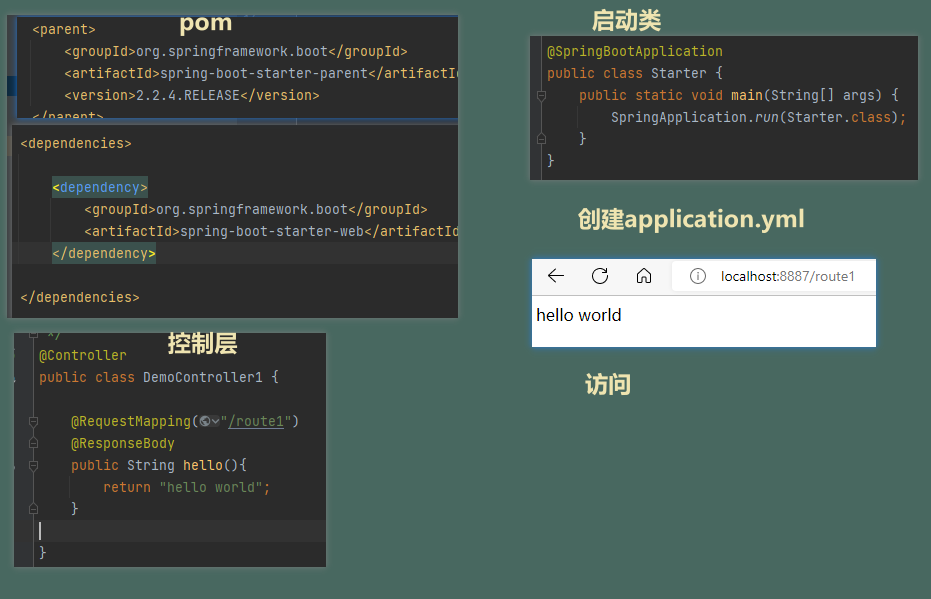 pom
<parent>
<groupId>org.springframework.boot</groupId>
<artifactId>spring-boot-starter-parent</artifactId
<version>2.2.4.RELEASE</version>
</parent>
<dependencies>
<dependency>
<groupId>org.springframework.boot</groupId>
<artifactId>spring-boot-starter-web</artifactId
</dependency>
</dependencies>
控制层
*/
@Controller
public class DemoController1 {
@RequestMapping("/route1")
@ResponseBody
public String hello(){
return "hello world";
}
}
启动类
@SpringBootApplication
public class Starter {
public static void main(String[] args) {
SpringApplication.run(Starter.class);
}
}
创建application.yml
localhost:8887/route1
hello world
访问